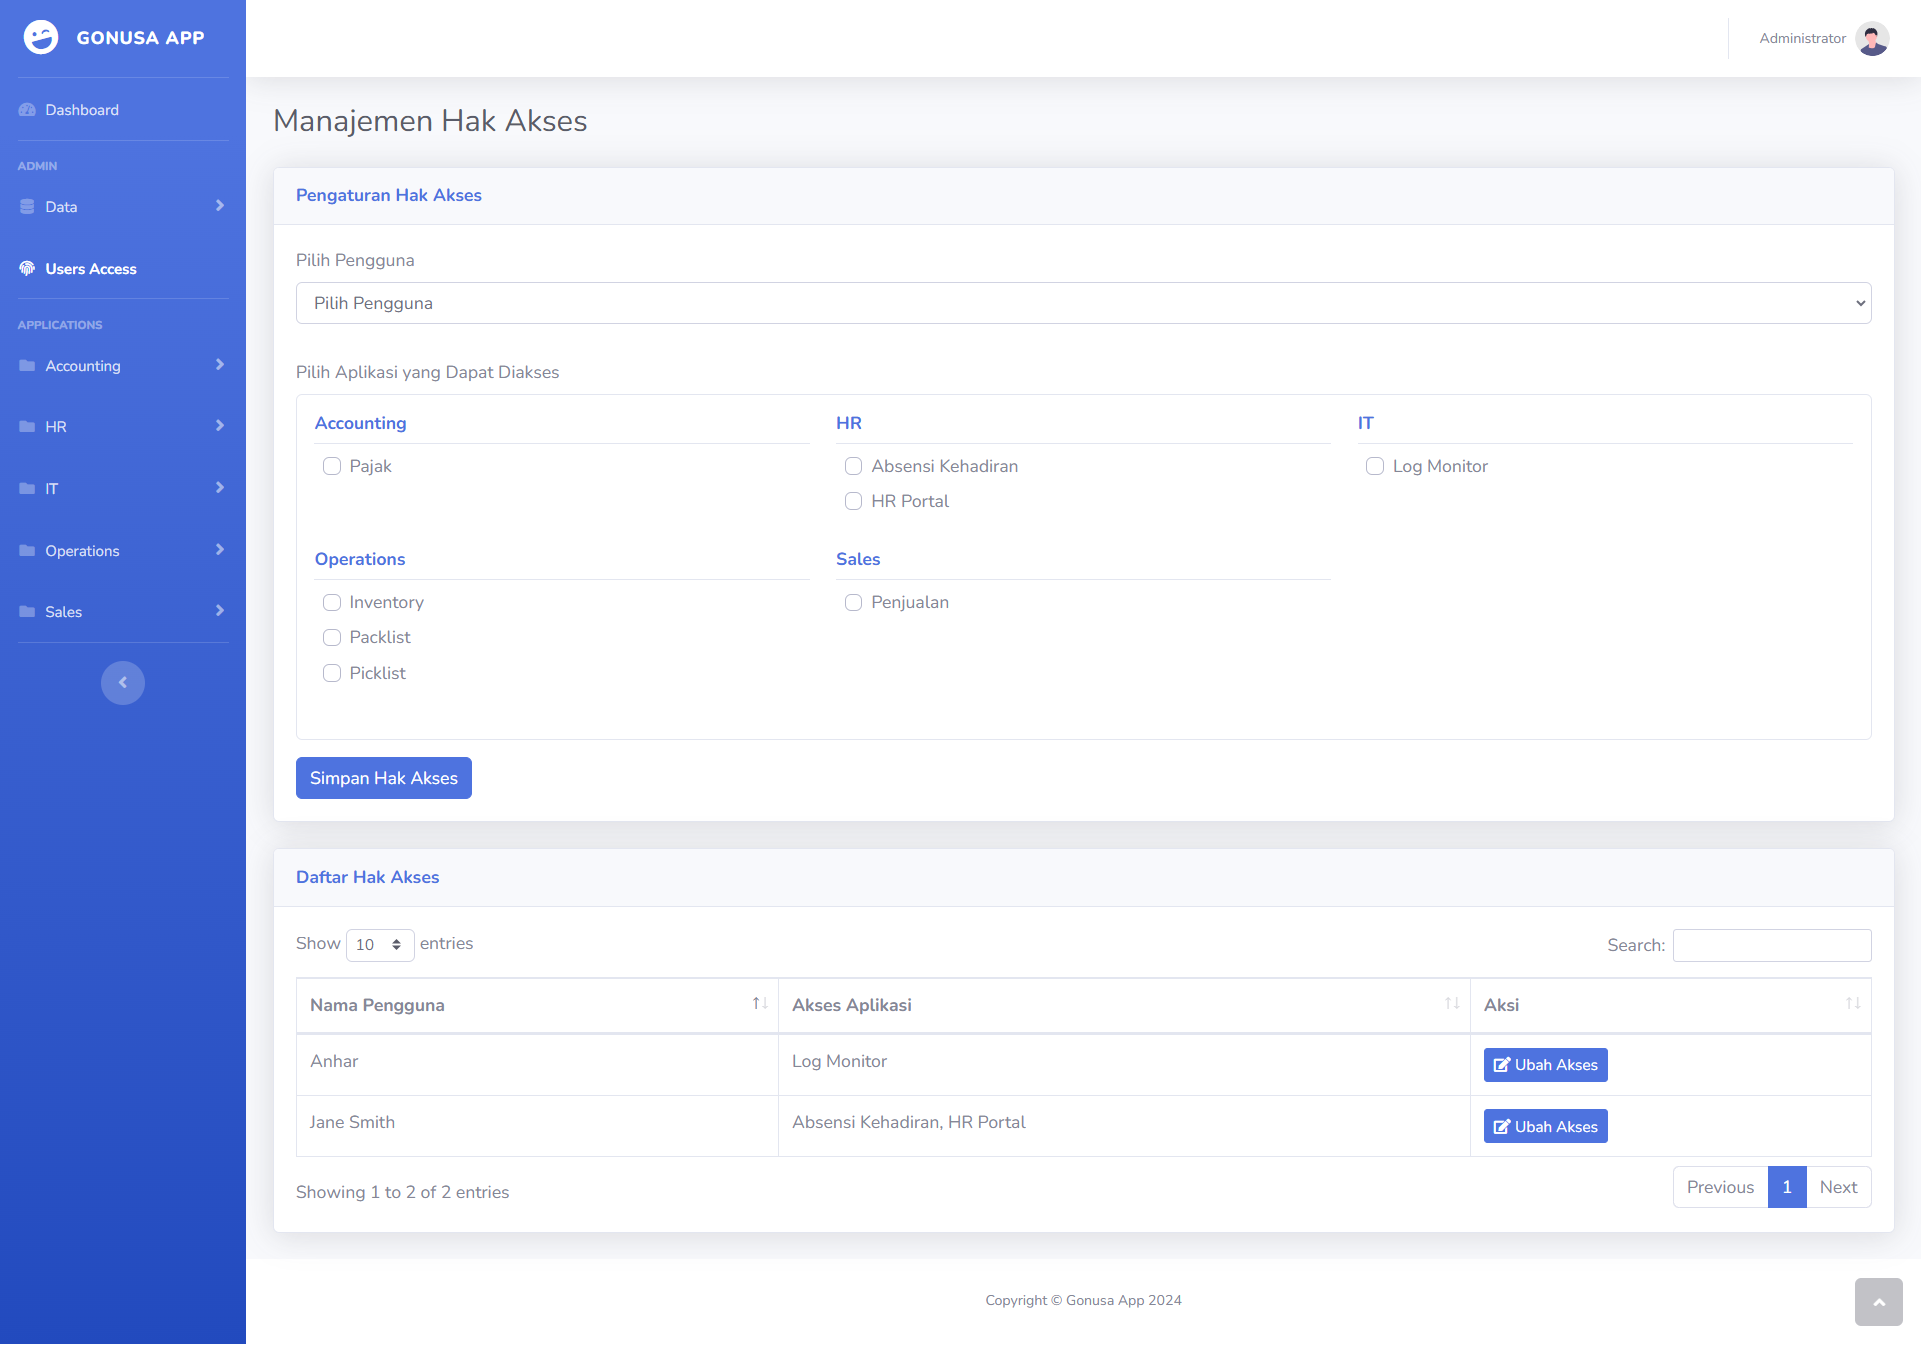 GONUSA APP
Administrator
Dashboard
ADMIN
Data
Users Access
APPLICATIONS
Accounting
HR
IT
Operations
Sales
Manajemen Hak Akses
Pengaturan Hak Akses
Pilih Pengguna
Pilih Pengguna
Pilih Aplikasi yang Dapat Diakses
Accounting
Pajak
HR
Absensi Kehadiran
HR Portal
IT
Log Monitor
Operations
Inventory
Packlist
Picklist
Sales
Penjualan
Simpan Hak Akses
Daftar Hak Akses
Show 10 entries
Search:
Nama Pengguna Akses Aplikasi Aksi
Anhar Log Monitor Ubah Akses
Jane Smith Absensi Kehadiran, HR Portal Ubah Akses
Showing 1 to 2 of 2 entries
Previous 1 Next
Copyright © Gonusa App 2024